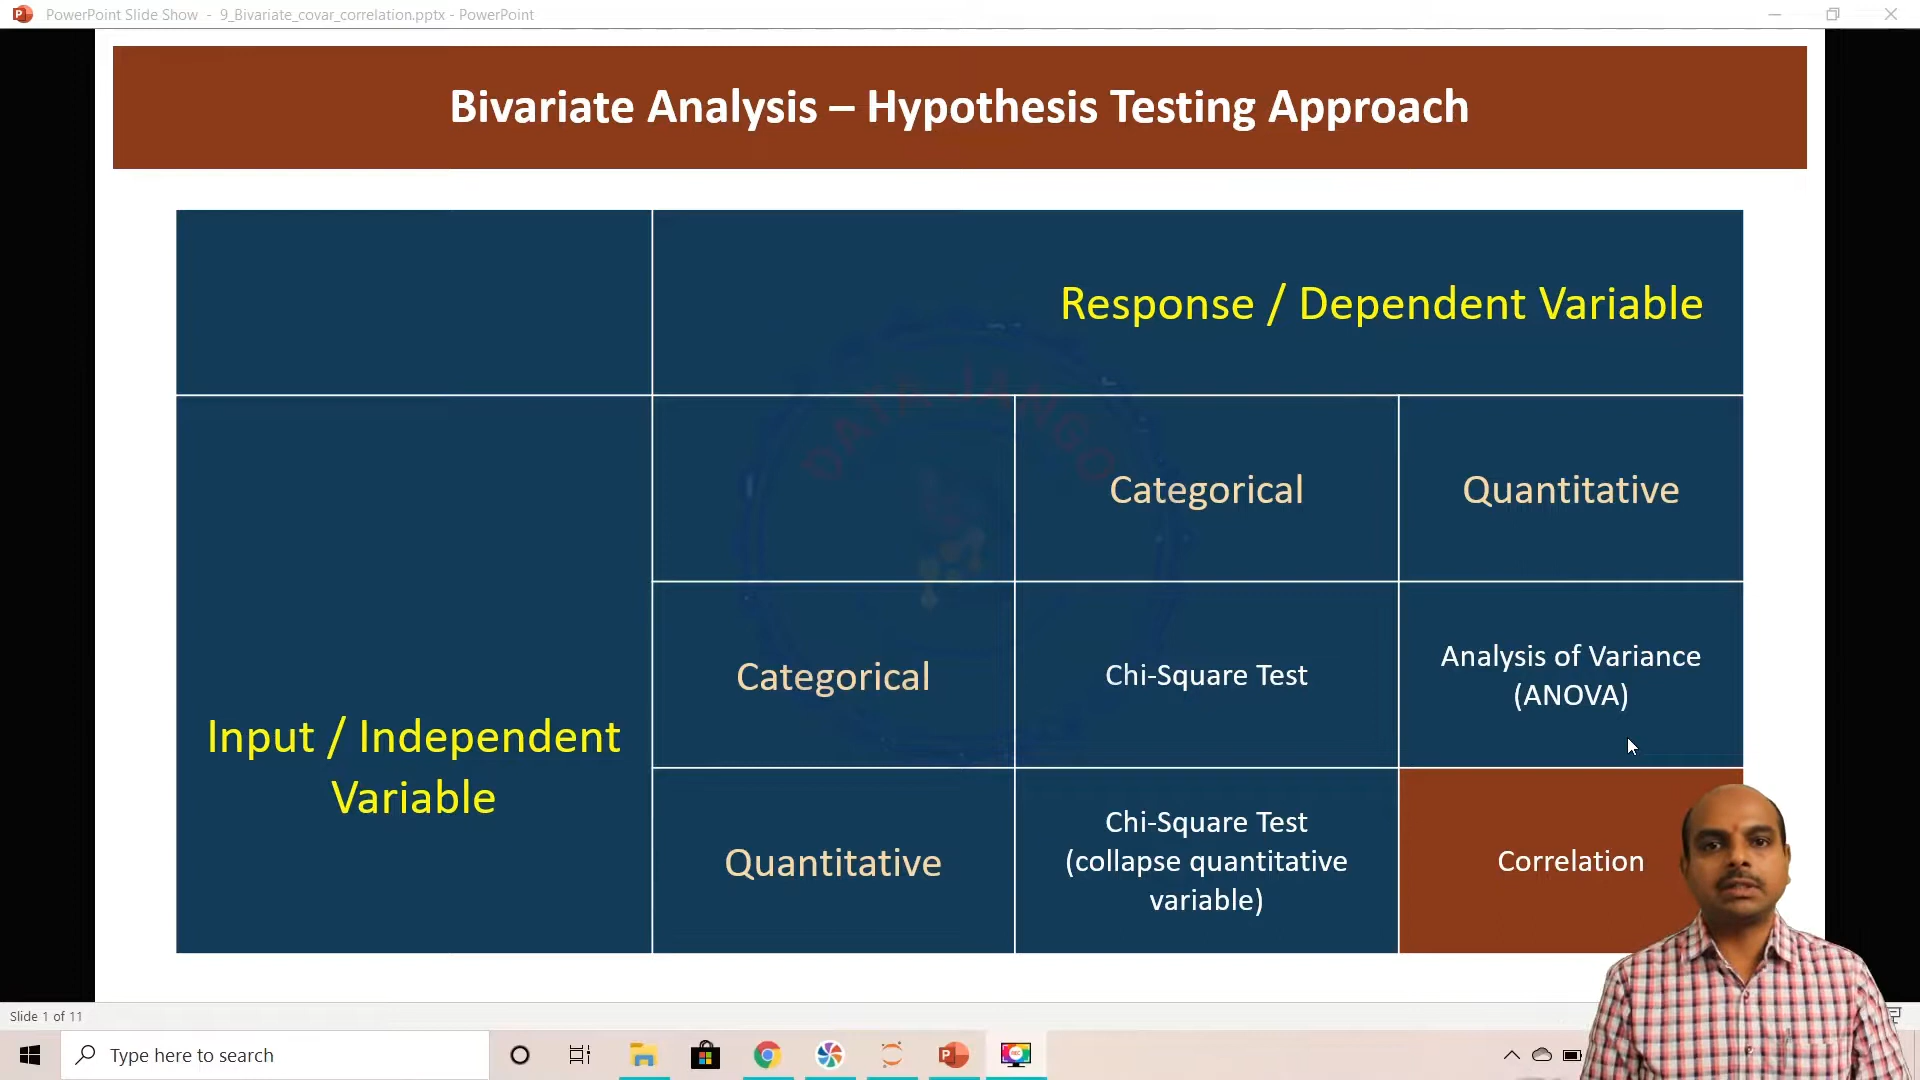 PowerPoint Slide Show - 9_Bivariate_covar_correlation.pptx - PowerPoint
Bivariate Analysis – Hypothesis Testing Approach
Response / Dependent Variable
DATA JANGO
Categorical
Quantitative
Input / Independent
Variable
Categorical
Chi-Square Test
Analysis of Variance
(ANOVA)
Quantitative
Chi-Square Test
(collapse quantitative
variable)
Correlation
Slide 1 of 11
Type here to search